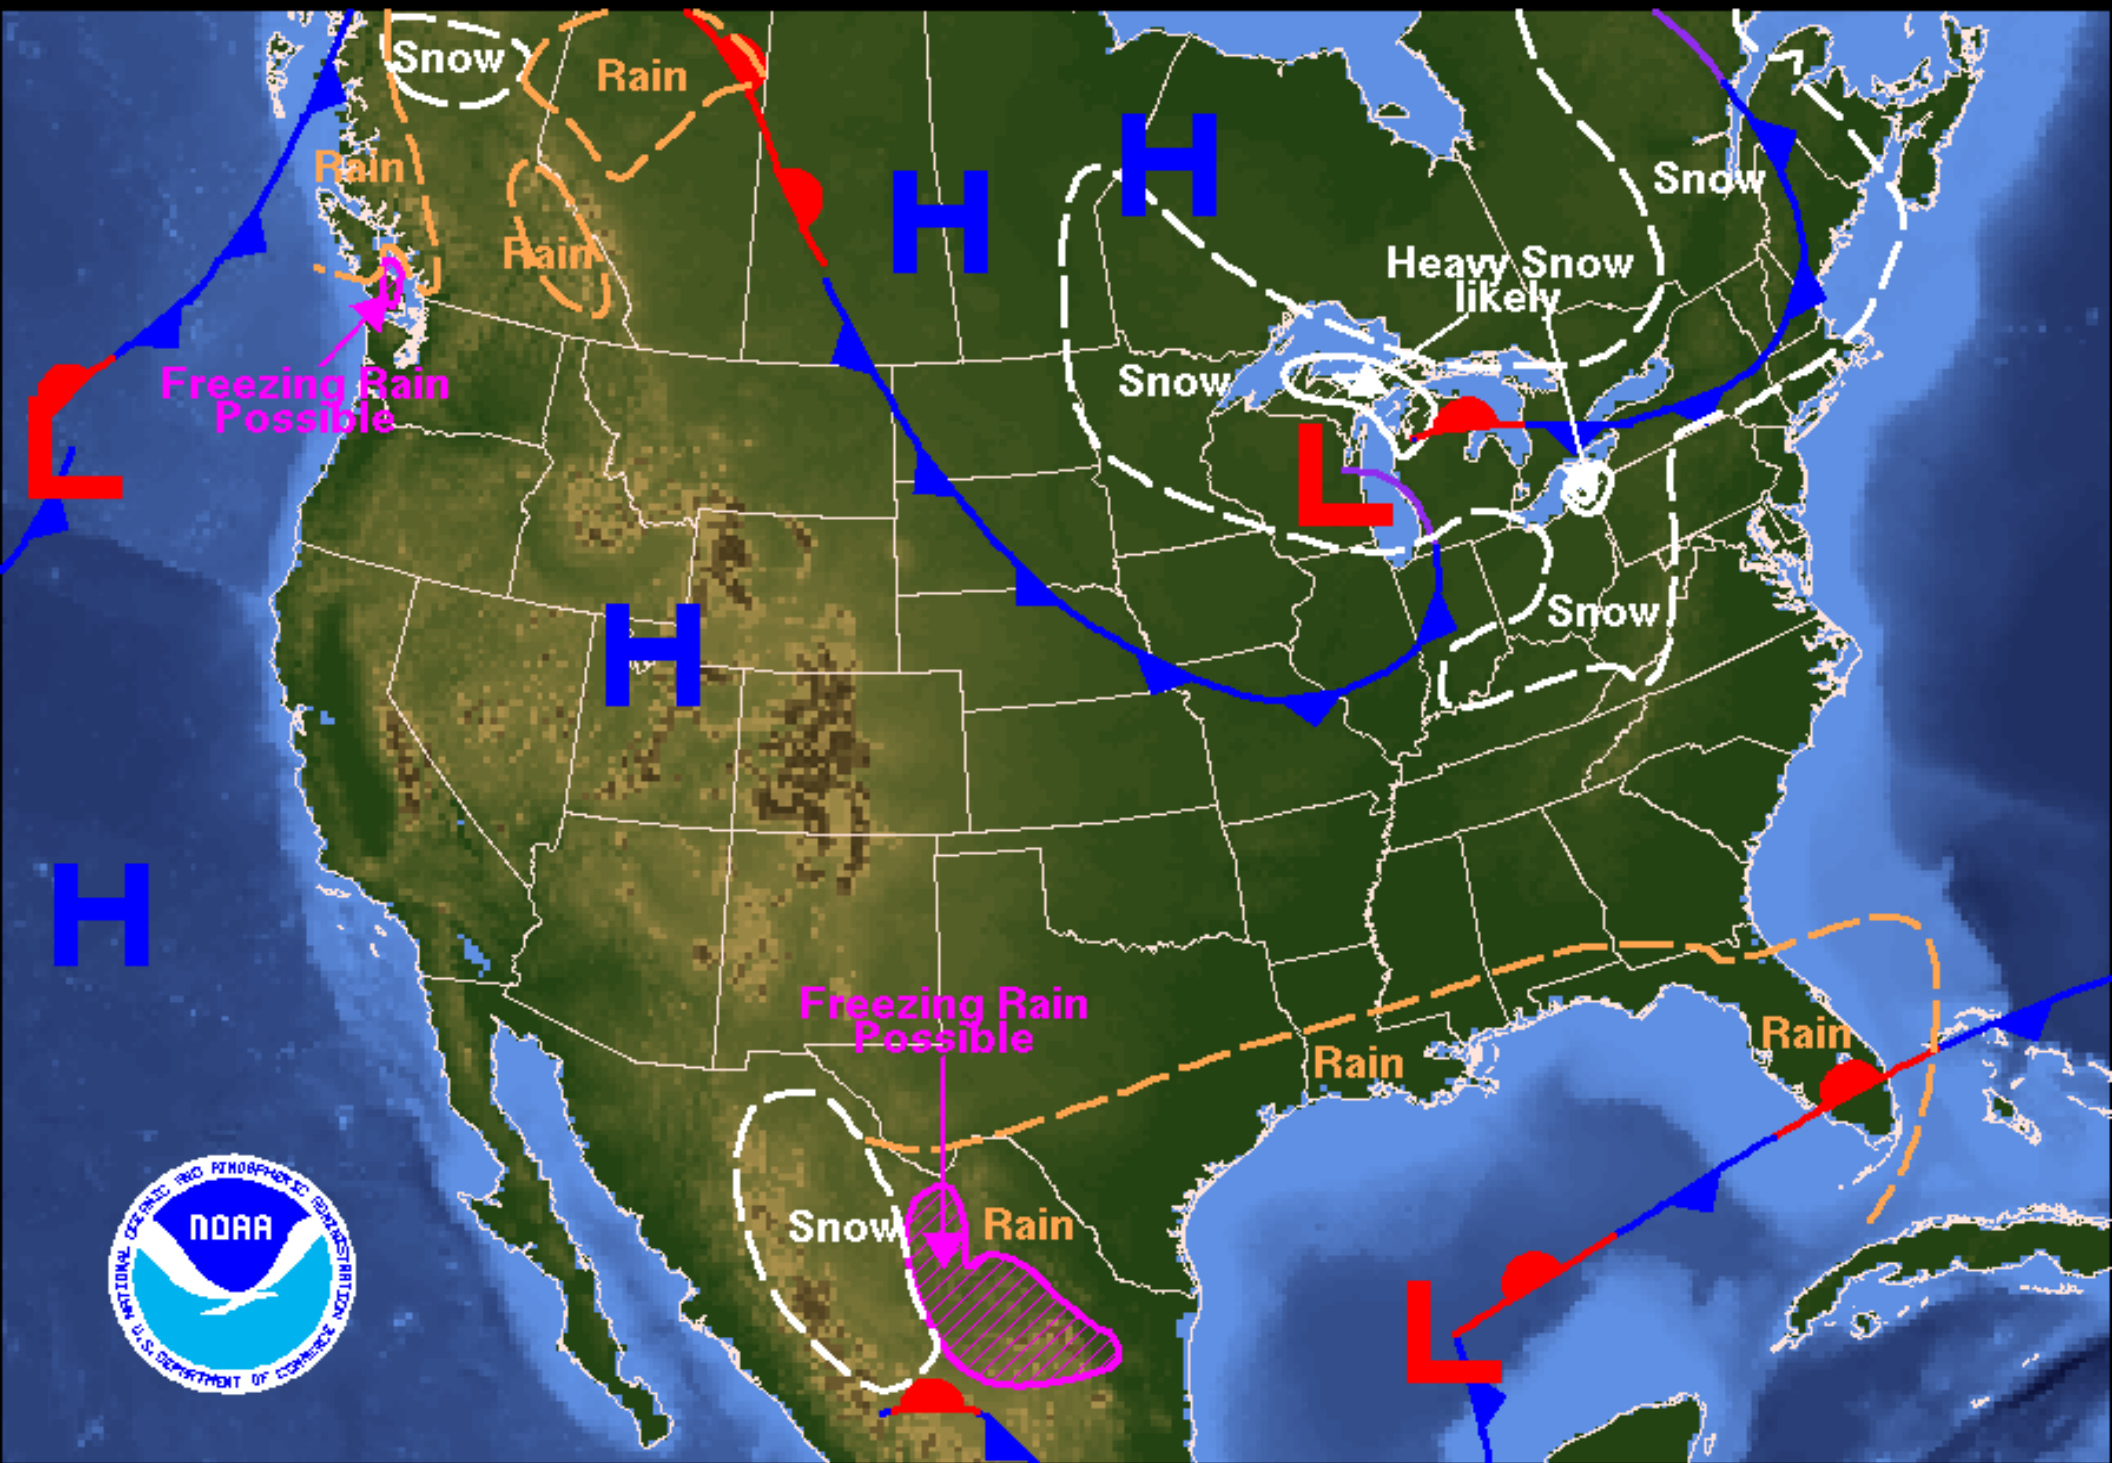 Snow
Rain
H
Rain
Snow
H
Rain
Heavy Snow
likely
Freezing Rain
Possible
Snow
L
L
Snow
H
H
Freezing Rain
Possible
Rain
Rain
Snow
Rain
L
NATIONAL OCEANIC AND ATMOSPHERIC ADMINISTRATION
NOAA
U.S. DEPARTMENT OF COMMERCE